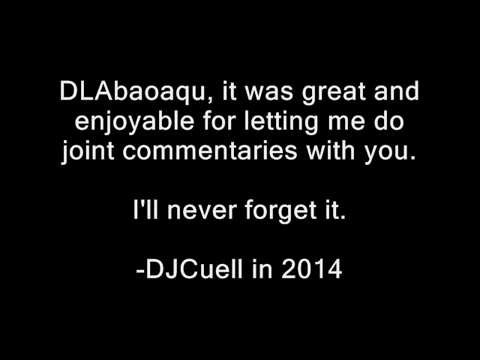 DLAbaoaqu, it was great and
enjoyable for letting me do
joint commentaries with you.
I'll never forget it.
-DJCuell in 2014